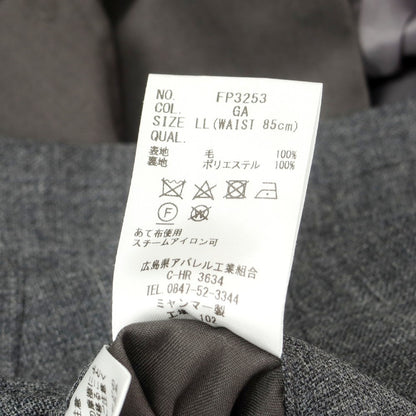 NO. FP3253
COL. GA
SIZE LL(WAIST 85cm)
QUAL.
表地 毛 100%
裏地 ポリエステル 100%
F
W
あて布使用
スチームアイロン可
広島県アパレル工業組合
C-HR 3634
TEL.0847-52-3344
ミャンマー製
工場 102